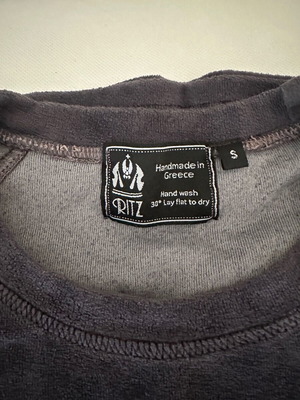 Handmade in
Greece
Hand wash
30° Lay flat to dry
RITZ
S